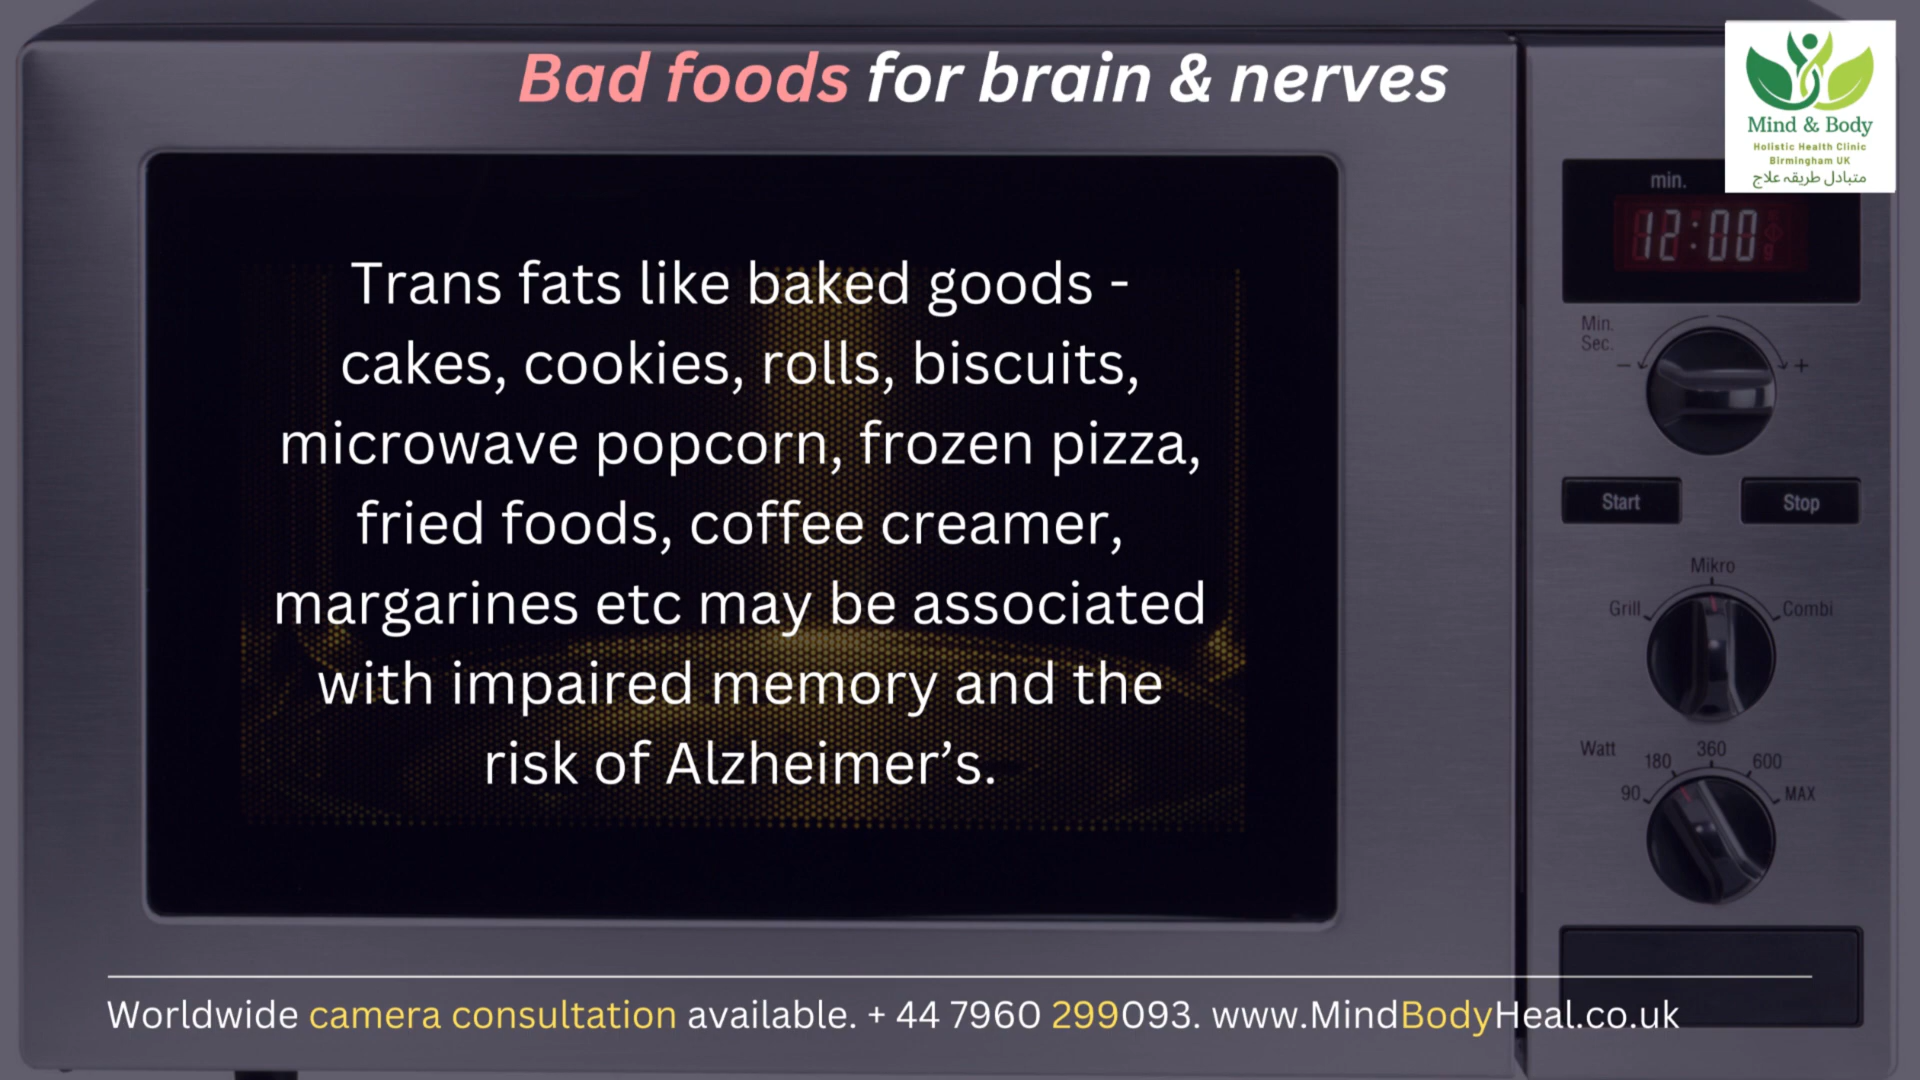 Bad foods for brain & nerves
Mind & Body
Holistic Health Clinic
Birmingham UK
متبادل طریقہ علاج
min.
12:00
Trans fats like baked goods -
cakes, cookies, rolls, biscuits,
microwave popcorn, frozen pizza,
fried foods, coffee creamer,
margarines etc may be associated
with impaired memory and the
risk of Alzheimer’s.
Min.
Sec.
- +
Start Stop
Mikro
Grill Combi
Watt 180 360 600
90 MAX
Worldwide camera consultation available. + 44 7960 299093. www.MindBodyHeal.co.uk